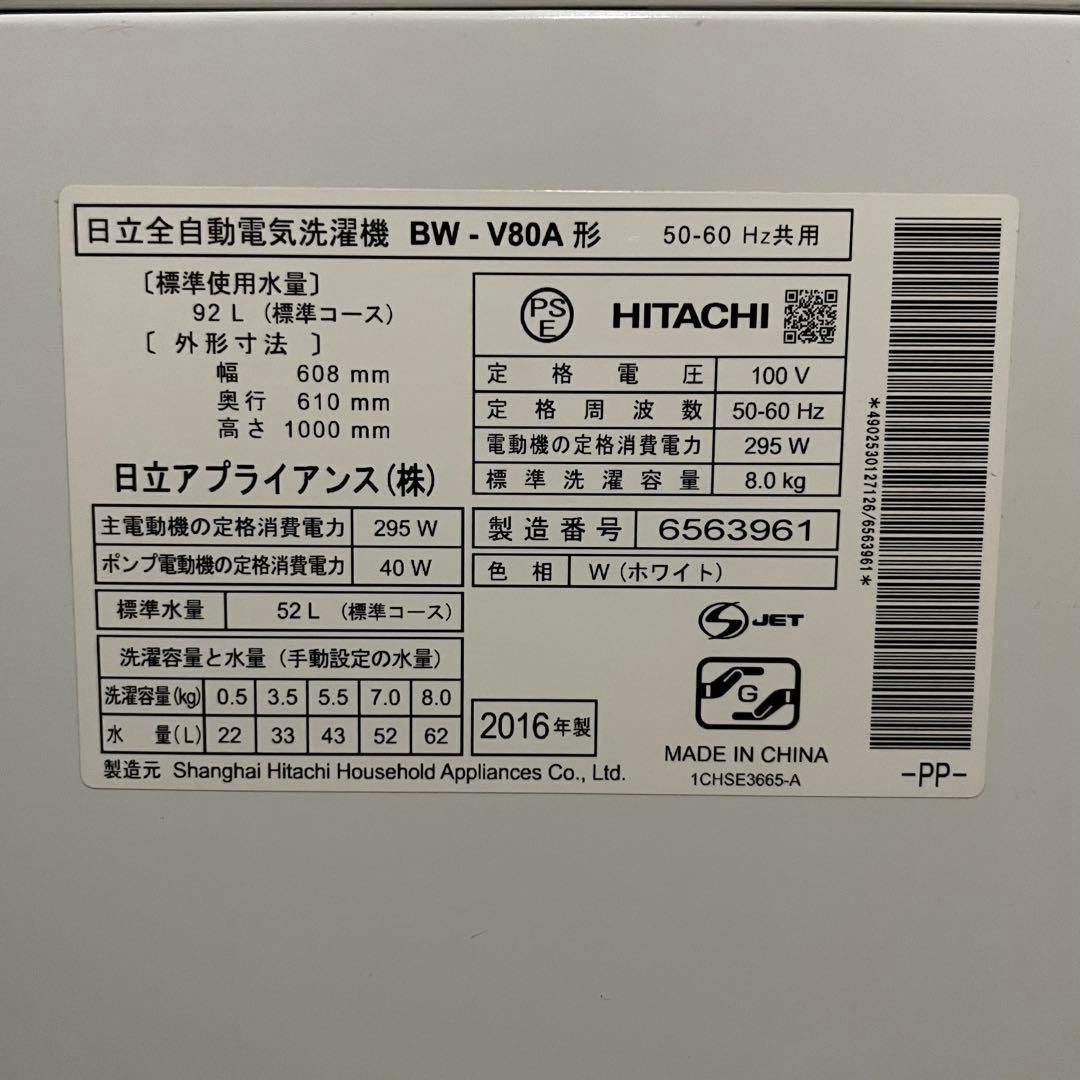 日立全自動電気洗濯機 BW-V80A形 50-60 Hz共用
〔標準使用水量〕
92 L (標準コース)
〔外形寸法〕
幅 608 mm
奥行 610 mm
高さ 1000 mm
日立アプライアンス(株)
主電動機の定格消費電力 295 W
ポンプ電動機の定格消費電力 40 W
標準水量 52 L (標準コース)
洗濯容量と水量 (手動設定の水量)
洗濯容量(kg) 0.5 3.5 5.5 7.0 8.0
水量(L) 22 33 43 52 62
製造元 Shanghai Hitachi Household Appliances Co., Ltd.
PS
E
HITACHI
定格電圧 100 V
定格周波数 50-60 Hz
電動機の定格消費電力 295 W
標準洗濯容量 8.0 kg
製造番号 6563961
色相 W (ホワイト)
S JET
G
2016年製
MADE IN CHINA
1CHSE3665-A
*4902530127126/6563961*
-PP-